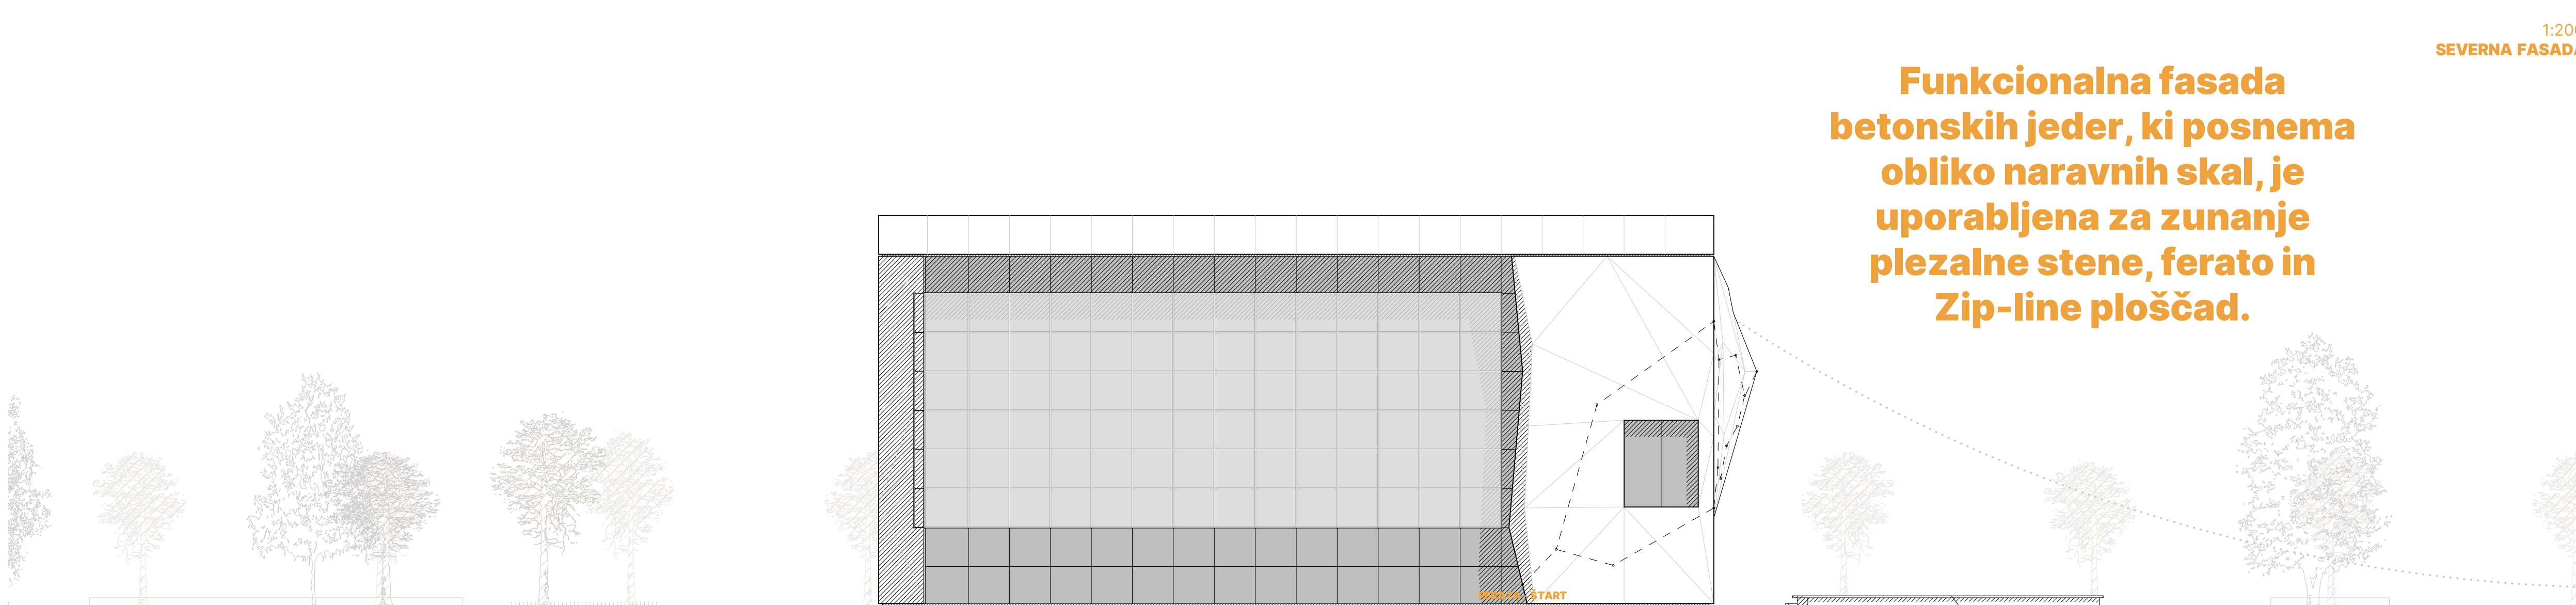 1:200
SEVERNA FASADA
Funkcionalna fasada
betonskih jeder, ki posnema
obliko naravnih skal, je
uporabljena za zunanje
plezalne stene, ferato in
Zip-line ploščad.
START